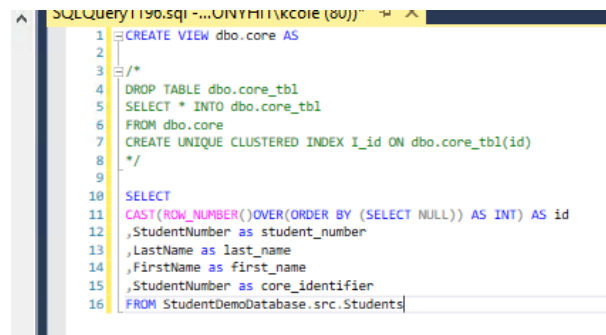 SQLQuery1196.sql -...ONYHIT\kcole (80))*
1 CREATE VIEW dbo.core AS
2
3 /*
4 DROP TABLE dbo.core_tbl
5 SELECT * INTO dbo.core_tbl
6 FROM dbo.core
7 CREATE UNIQUE CLUSTERED INDEX I_id ON dbo.core_tbl(id)
8 */
9
10 SELECT
11 CAST(ROW_NUMBER()OVER(ORDER BY (SELECT NULL)) AS INT) AS id
12 ,StudentNumber as student_number
13 ,LastName as last_name
14 ,FirstName as first_name
15 ,StudentNumber as core_identifier
16 FROM StudentDemoDatabase.src.Students